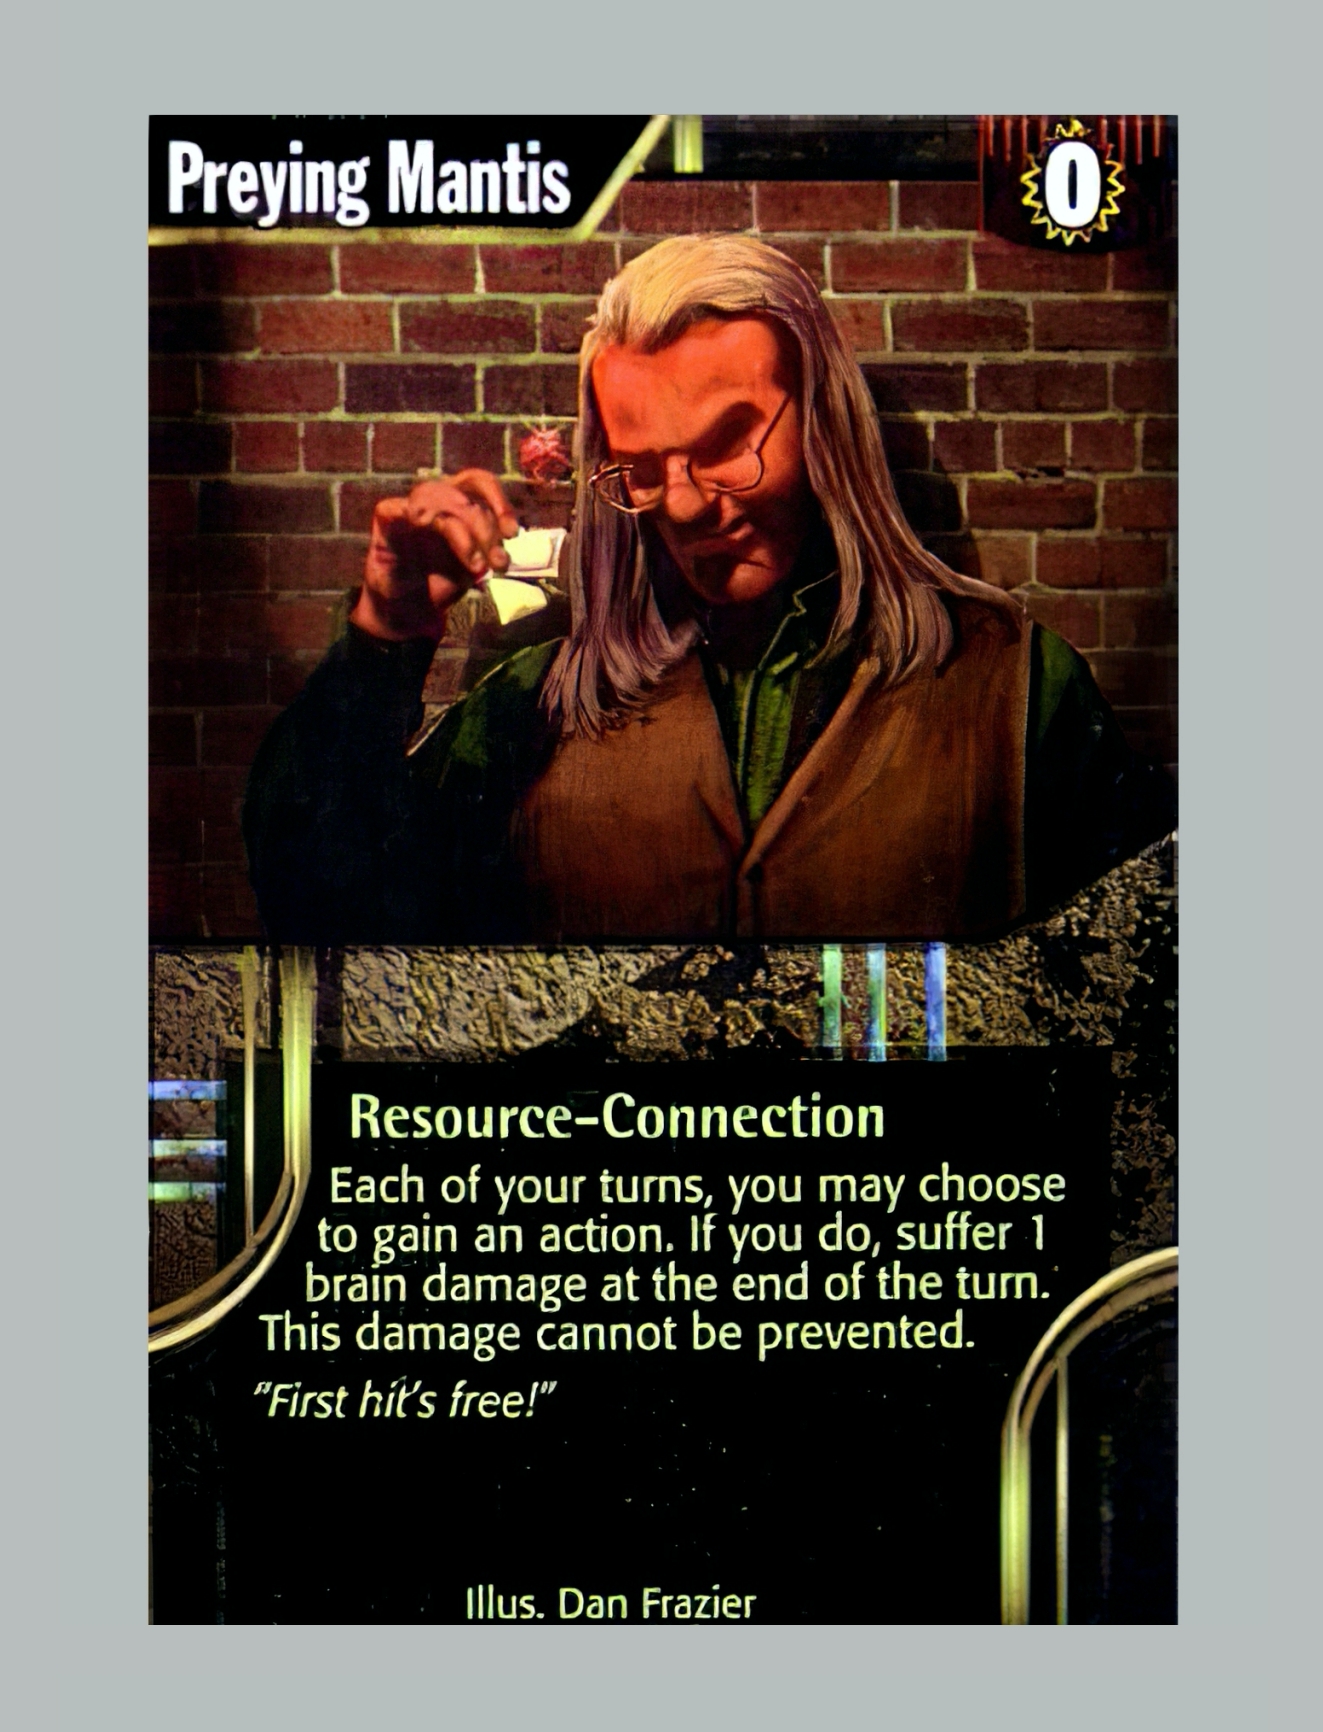 Preying Mantis
0
Resource-Connection
Each of your turns, you may choose
to gain an action. If you do, suffer 1
brain damage at the end of the turn.
This damage cannot be prevented.
"First hit's free!"
Illus. Dan Frazier